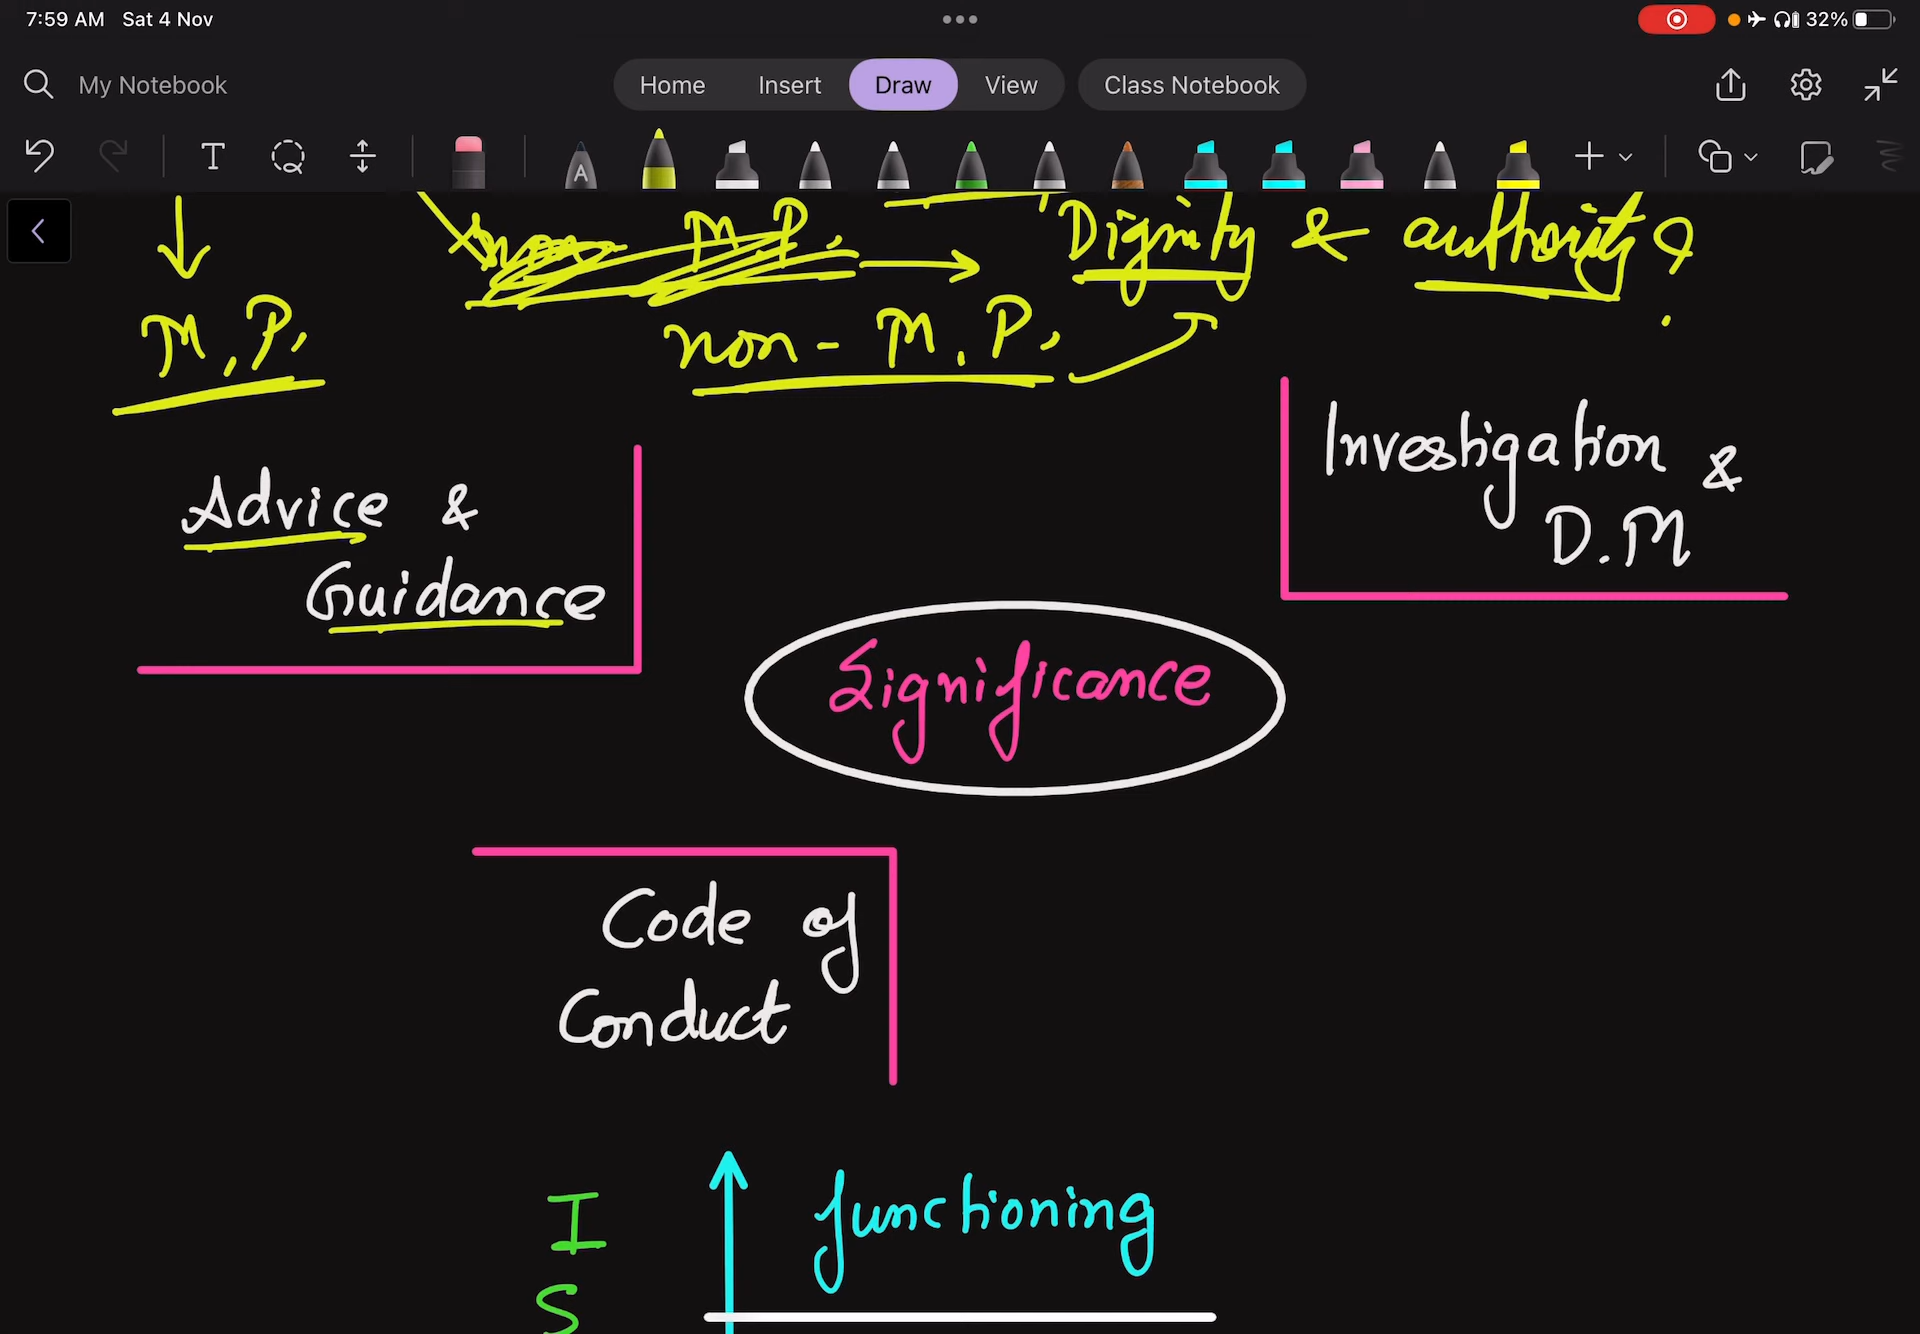 7:59 AM Sat 4 Nov
32%
My Notebook
Home Insert Draw View Class Notebook
T
A
M.P. Dignity & authority?
M.P.
non-M.P.
Advice &
Guidance
Investigation &
D.M
Significance
Code of
Conduct
I
functioning
S